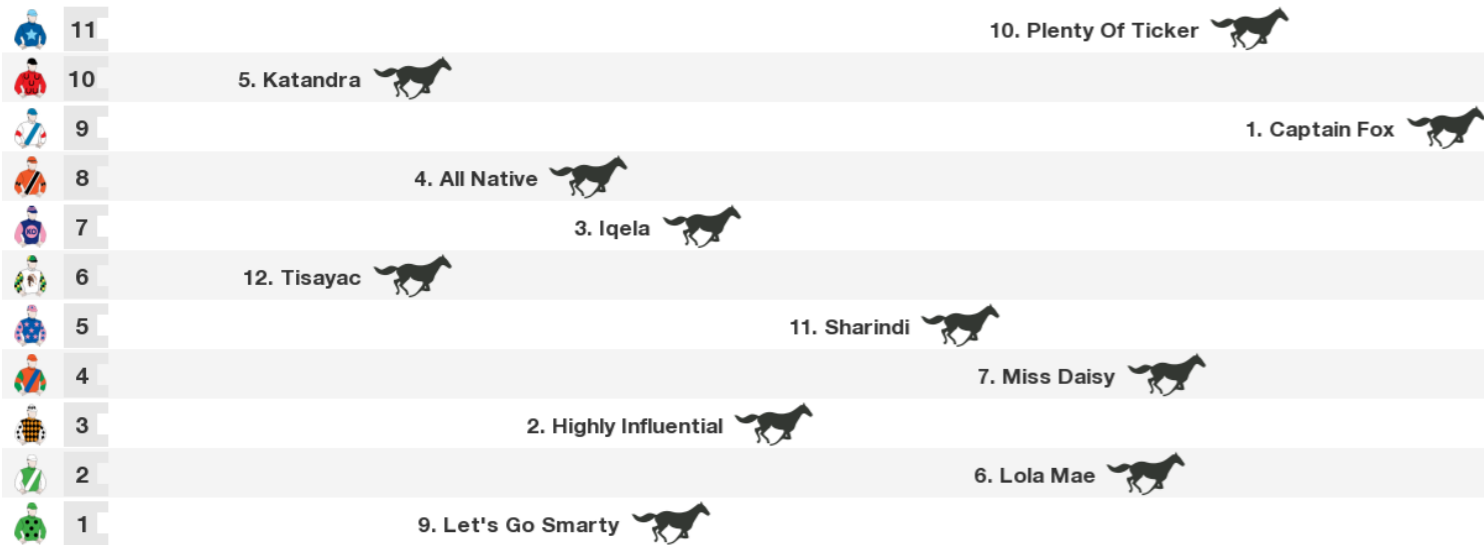 11 10. Plenty Of Ticker
10 5. Katandra
9 1. Captain Fox
8 4. All Native
7 3. Iqela
6 12. Tisayac
5 11. Sharindi
4 7. Miss Daisy
3 2. Highly Influential
2 6. Lola Mae
1 9. Let's Go Smarty